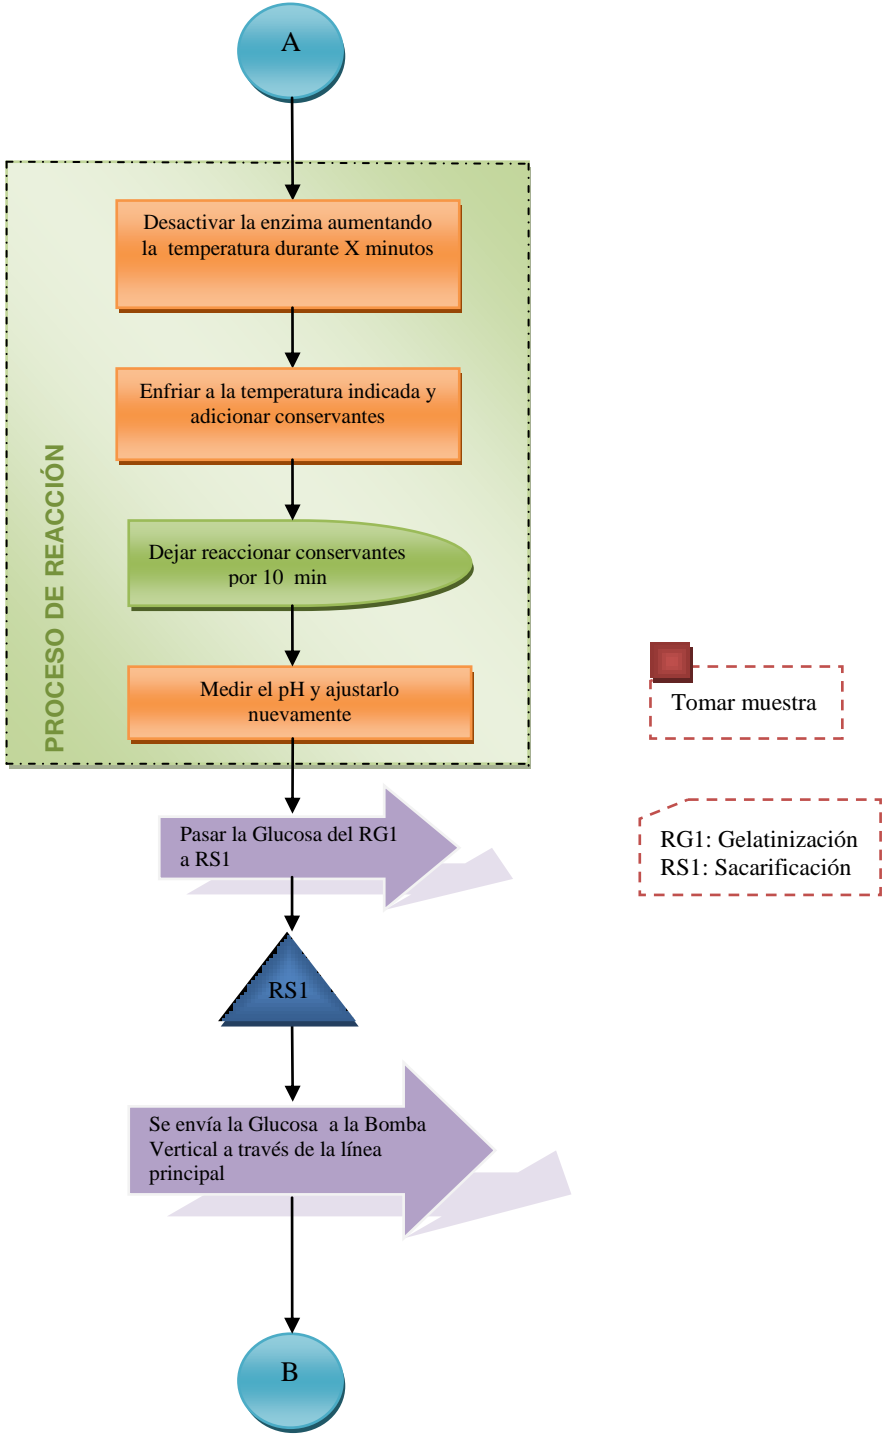 A
Desactivar la enzima aumentando
la temperatura durante X minutos
Enfriar a la temperatura indicada y
adicionar conservantes
PROCESO DE REACCIÓN
Dejar reaccionar conservantes
por 10 min
Medir el pH y ajustarlo
nuevamente
Tomar muestra
Pasar la Glucosa del RG1
a RS1
RG1: Gelatinización
RS1: Sacarificación
RS1
Se envía la Glucosa a la Bomba
Vertical a través de la línea
principal
B